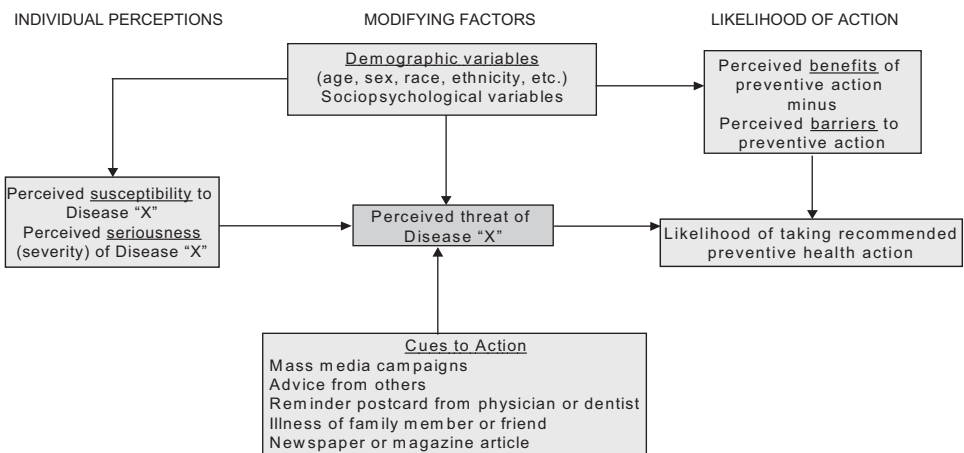 INDIVIDUAL PERCEPTIONS
MODIFYING FACTORS
LIKELIHOOD OF ACTION
Demographic variables
(age, sex, race, ethnicity, etc.)
Sociopsychological variables
Perceived benefits of
preventive action
minus
Perceived barriers to
preventive action
Perceived susceptibility to
Disease “X”
Perceived seriousness
(severity) of Disease “X”
Perceived threat of
Disease “X”
Likelihood of taking recommended
preventive health action
Cues to Action
Mass media campaigns
Advice from others
Reminder postcard from physician or dentist
Illness of family member or friend
Newspaper or magazine article